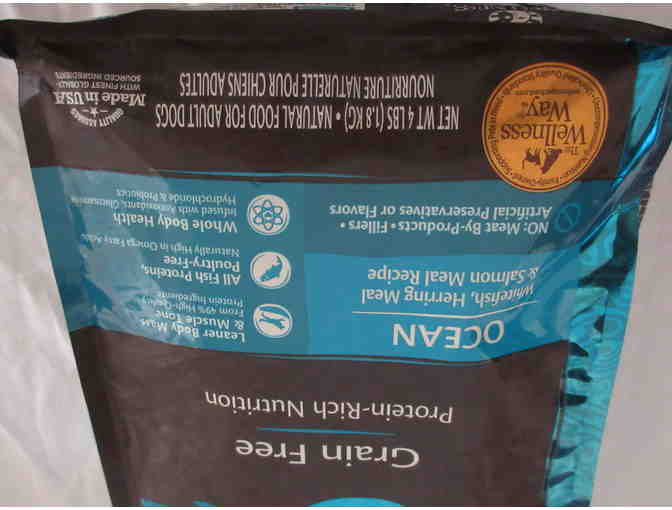 Grain Free
Protein-Rich Nutrition
OCEAN
Whitefish, Herring Meal
& Salmon Meal Recipe
NO: Meat By-Products • Fillers •
Artificial Preservatives or Flavors
Leaner Body Mass
& Muscle Tone
From 49% High-Quality
Protein Ingredients
All Fish Proteins,
Poultry-Free
Naturally High in Omega Fatty Acids
Whole Body Health
Infused with Antioxidants, Glucosamine
Hydrochloride & Probiotics
The
Wellness
Way
NET WT 4 LBS (1.8 KG) • NATURAL FOOD FOR ADULT DOGS
NOURRITURE NATURELLE POUR CHIENS ADULTES
QUALITY ASSURED
Made in USA
WITH FINEST GLOBALLY
SOURCED INGREDIENTS